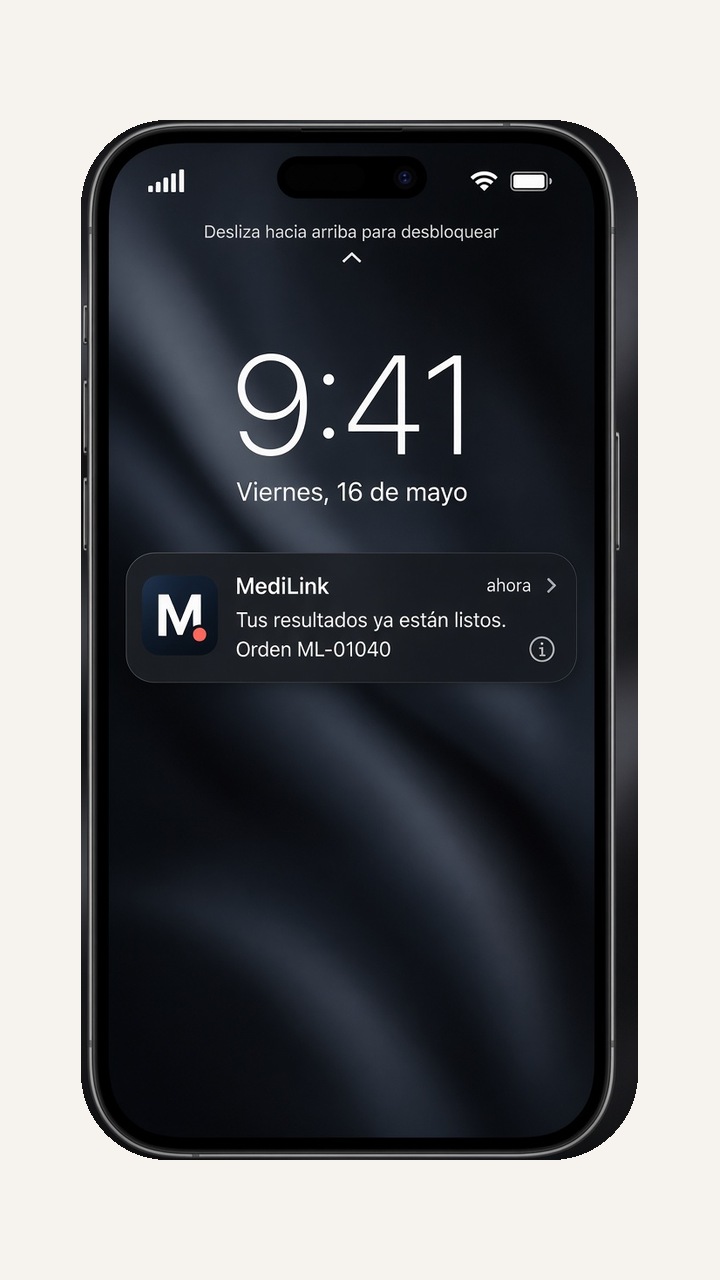 Desliza hacia arriba para desbloquear
9:41
Viernes, 16 de mayo
MediLink
ahora
M
Tus resultados ya están listos.
Orden ML-01040